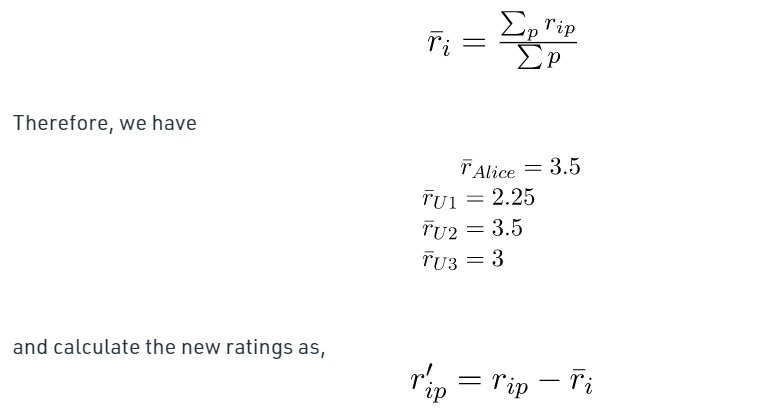 r̄_i = ∑_p r_ip / ∑ p
Therefore, we have
r̄_Alice = 3.5
r̄_U1 = 2.25
r̄_U2 = 3.5
r̄_U3 = 3
and calculate the new ratings as,
r′_ip = r_ip − r̄_i